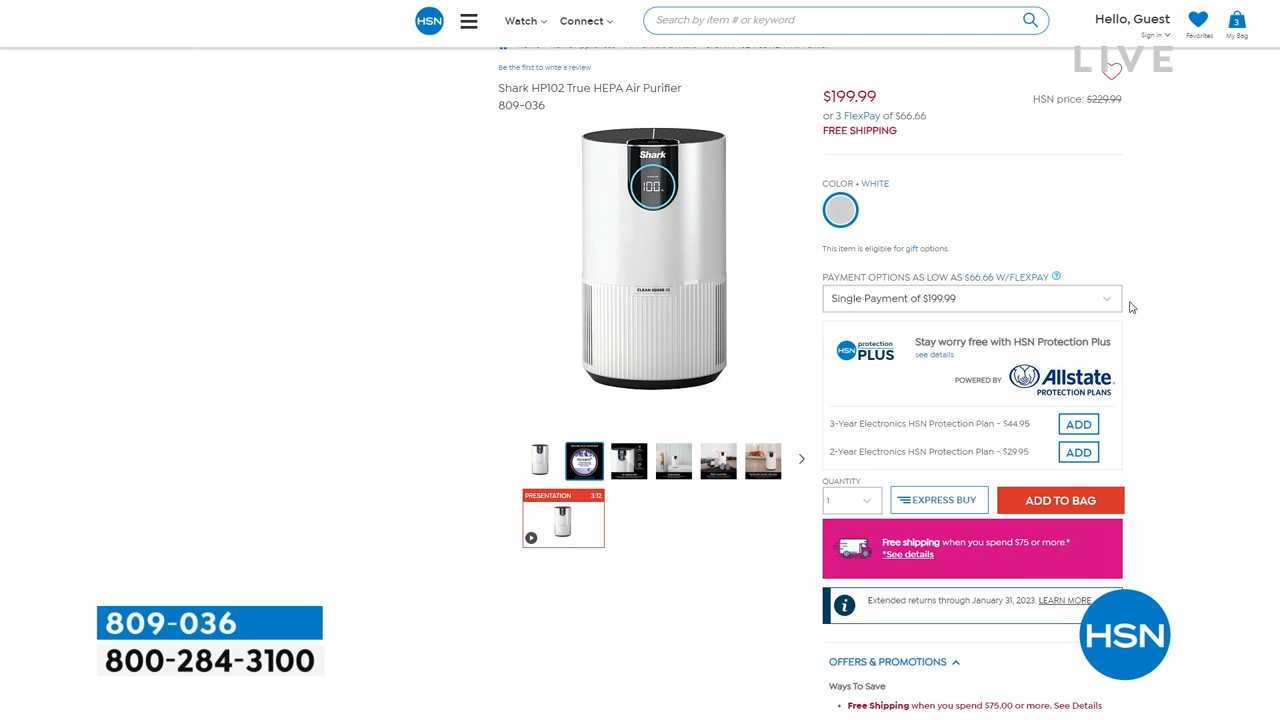 HSN
Watch
Connect
Search by item # or keyword
Hello, Guest
Sign in
Favorites
3
My Bag
LIVE
Be the first to write a review
Shark HP102 True HEPA Air Purifier
809-036
$199.99
HSN price: $229.99
or 3 FlexPay of $66.66
FREE SHIPPING
Shark
100%
CLEAN SENSE IQ
COLOR • WHITE
This item is eligible for gift options.
PAYMENT OPTIONS AS LOW AS $66.66 W/FLEXPAY
Single Payment of $199.99
HSN protection PLUS
Stay worry free with HSN Protection Plus
see details
POWERED BY
Allstate
PROTECTION PLANS
3-Year Electronics HSN Protection Plan - $44.95
ADD
2-Year Electronics HSN Protection Plan - $29.95
ADD
QUANTITY
1
EXPRESS BUY
ADD TO BAG
PRESENTATION 3:12
Free shipping when you spend $75 or more.*
*See details
Extended returns through January 31, 2023. LEARN MORE
OFFERS & PROMOTIONS
Ways To Save
• Free Shipping when you spend $75.00 or more. See Details
809-036
800-284-3100
HSN